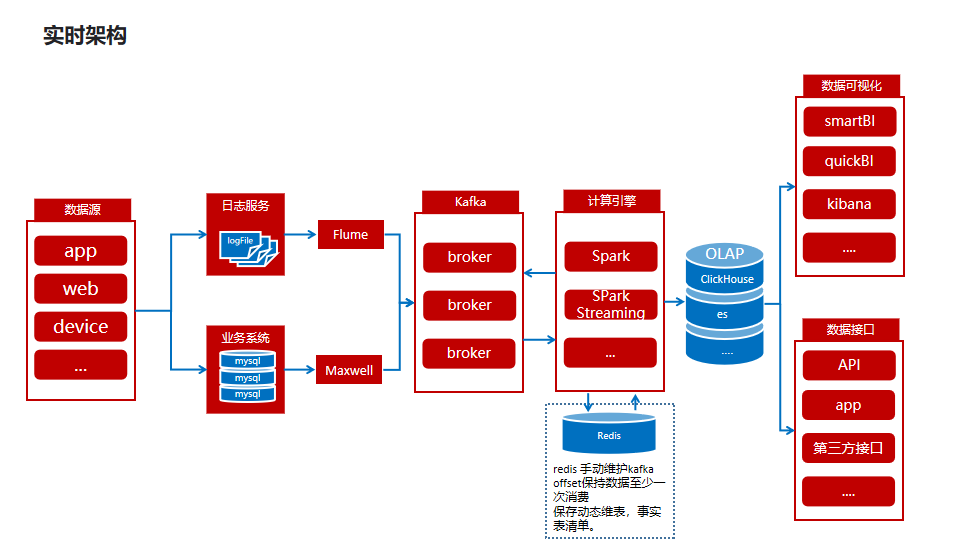 实时架构
数据源
app
web
device
...
日志服务
logFile
业务系统
mysql
mysql
mysql
Flume
Maxwell
Kafka
broker
broker
broker
计算引擎
Spark
SPark
Streaming
...
Redis
redis 手动维护kafka
offset保持数据至少一
次消费
保存动态维表，事实
表清单。
OLAP
ClickHouse
es
....
数据可视化
smartBI
quickBI
kibana
....
数据接口
API
app
第三方接口
....